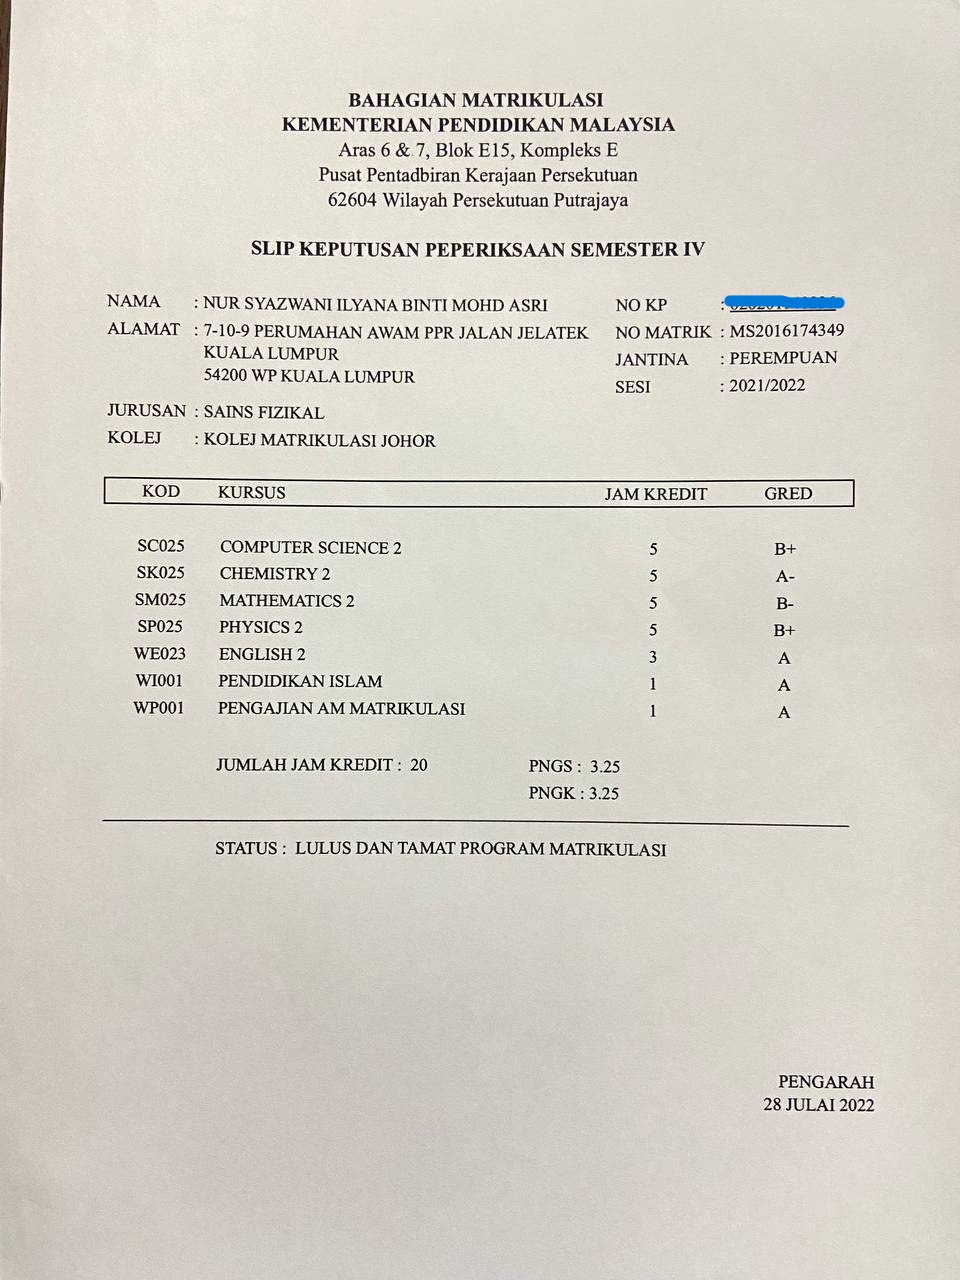 BAHAGIAN MATRIKULASI
KEMENTERIAN PENDIDIKAN MALAYSIA
Aras 6 & 7, Blok E15, Kompleks E
Pusat Pentadbiran Kerajaan Persekutuan
62604 Wilayah Persekutuan Putrajaya
SLIP KEPUTUSAN PEPERIKSAAN SEMESTER IV
NAMA : NUR SYAZWANI ILYANA BINTI MOHD ASRI NO KP :
ALAMAT : 7-10-9 PERUMAHAN AWAM PPR JALAN JELATEK NO MATRIK : MS2016174349
KUALA LUMPUR JANTINA : PEREMPUAN
54200 WP KUALA LUMPUR SESI : 2021/2022
JURUSAN : SAINS FIZIKAL
KOLEJ : KOLEJ MATRIKULASI JOHOR
KOD KURSUS JAM KREDIT GRED
SC025 COMPUTER SCIENCE 2 5 B+
SK025 CHEMISTRY 2 5 A-
SM025 MATHEMATICS 2 5 B-
SP025 PHYSICS 2 5 B+
WE023 ENGLISH 2 3 A
WI001 PENDIDIKAN ISLAM 1 A
WP001 PENGAJIAN AM MATRIKULASI 1 A
JUMLAH JAM KREDIT : 20 PNGS : 3.25
PNGK : 3.25
STATUS : LULUS DAN TAMAT PROGRAM MATRIKULASI
PENGARAH
28 JULAI 2022